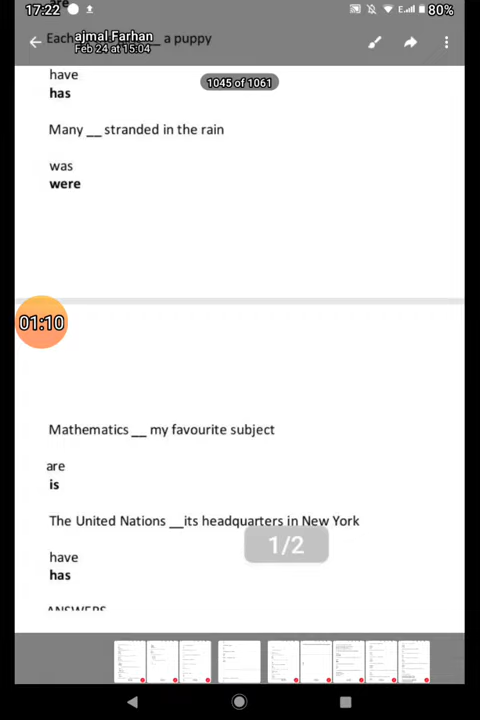 are
17:22
80%
Each
a puppy
ajmal Farhan
Feb 24 at 15:04
have
1045 of 1061
has
Many __ stranded in the rain
was
were
01:10
Mathematics __ my favourite subject
are
is
The United Nations __its headquarters in New York
1/2
have
has
ANSWERS